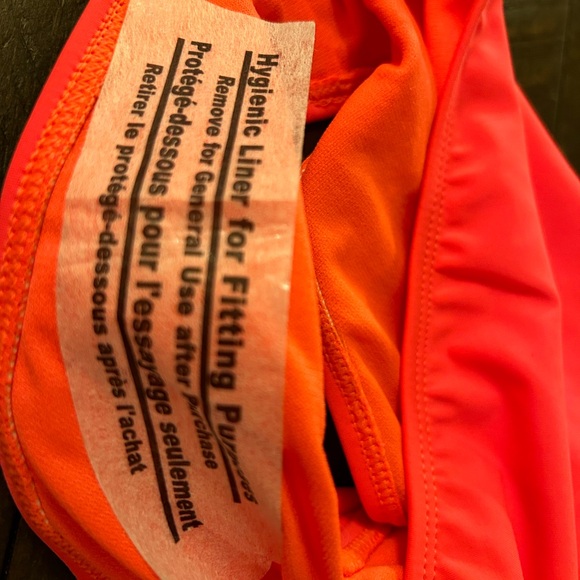 Hygienic Liner for Fitting Purposes
Remove for General Use after Purchase
Protégé-dessous pour l'essayage seulement
Retirer le protégé-dessous après l'achat